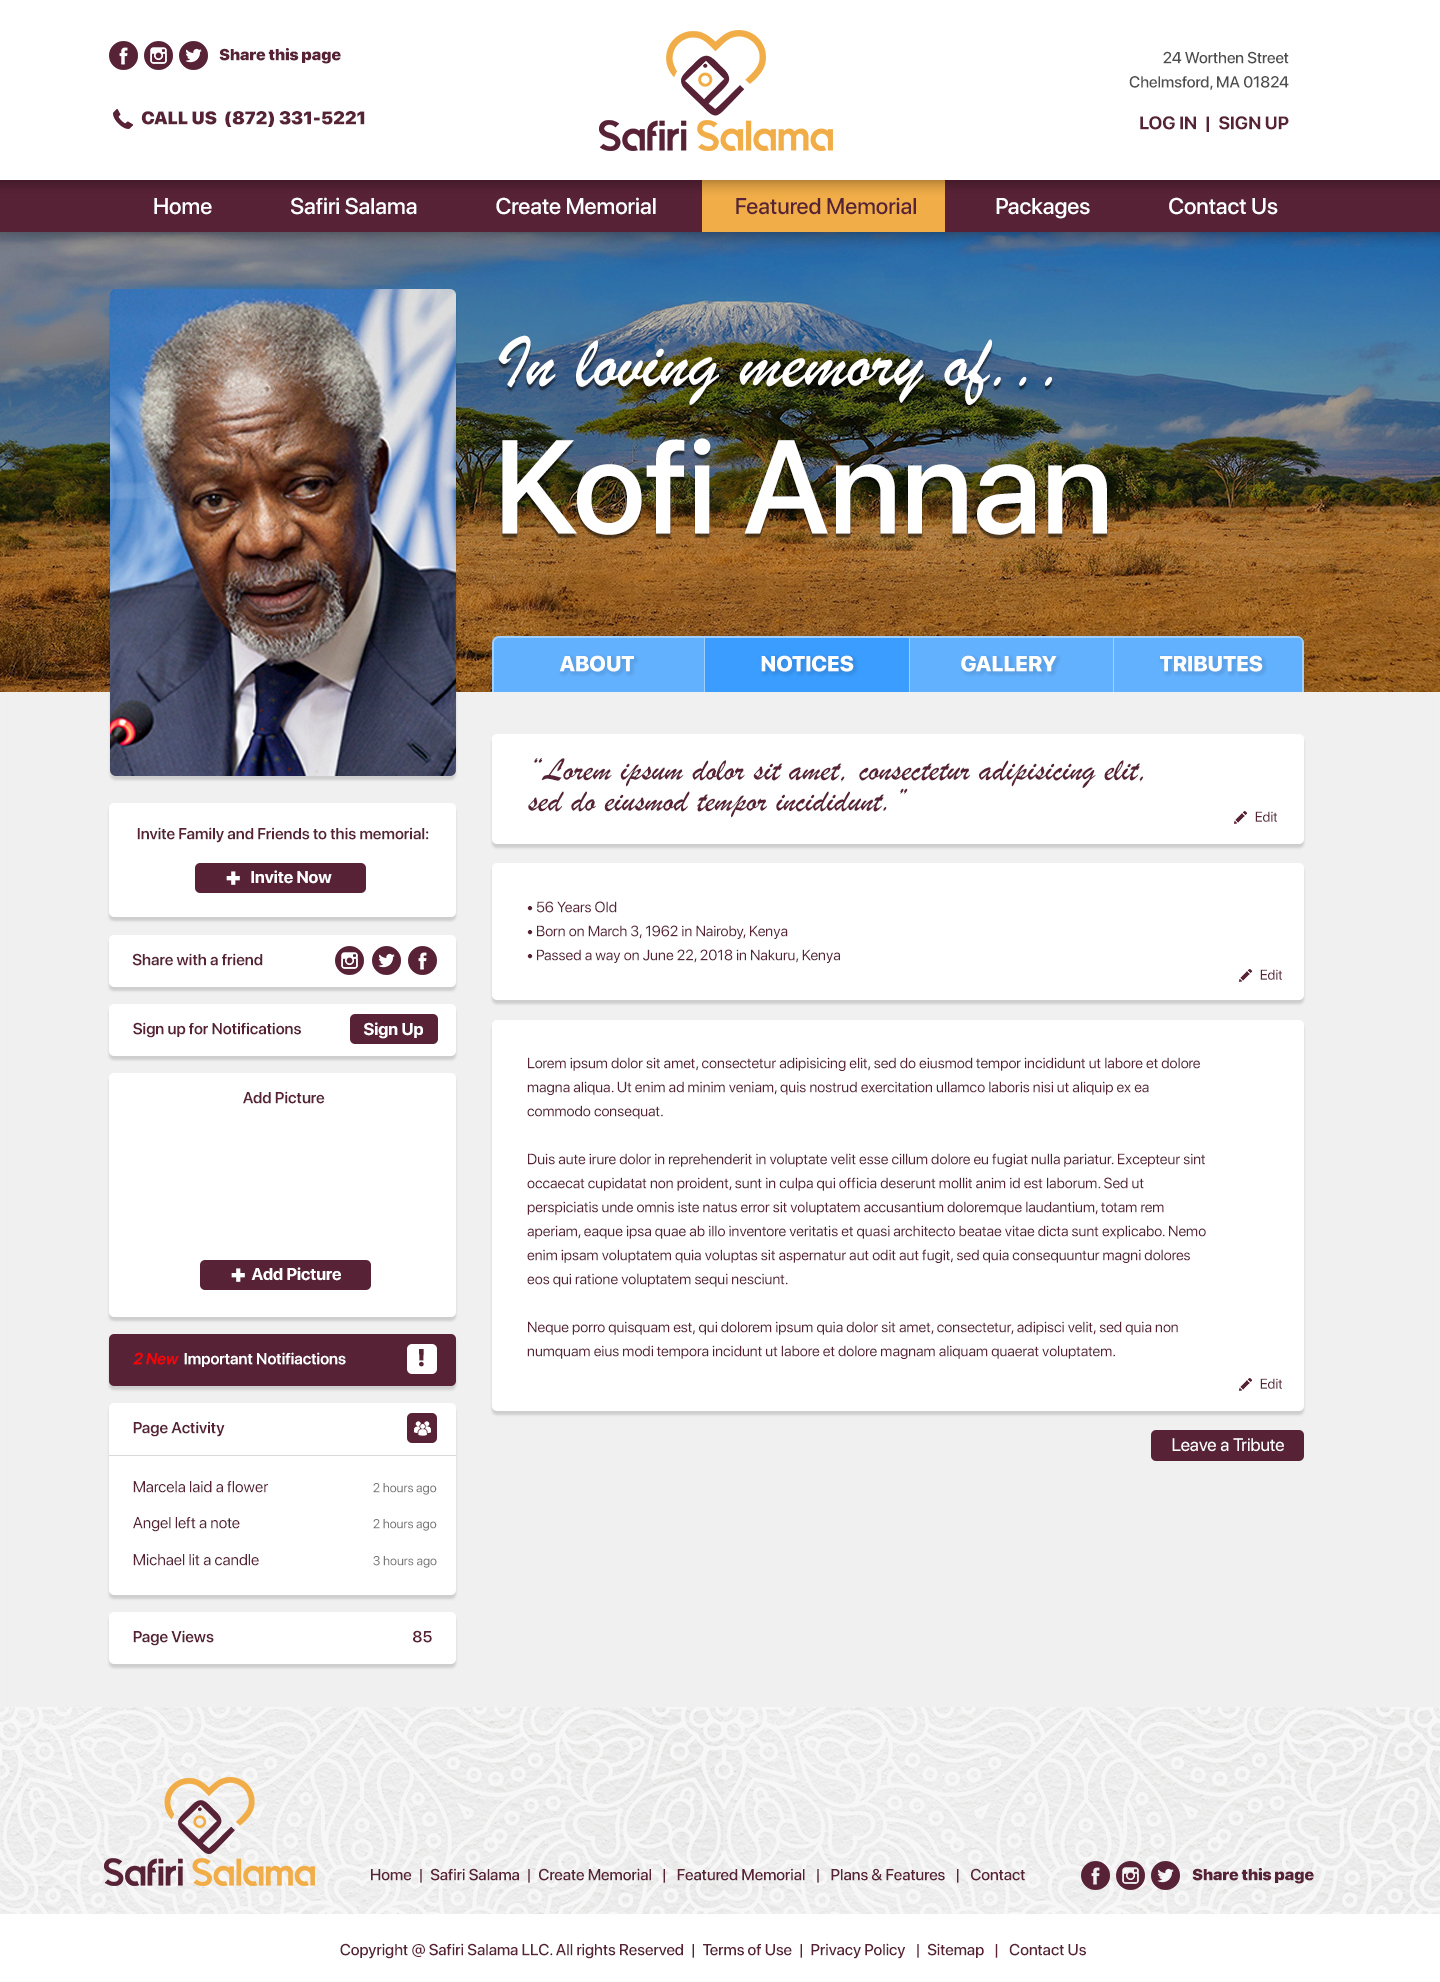 Share this page
CALL US (872) 331-5221
Safiri Salama
24 Worthen Street
Chelmsford, MA 01824
LOG IN | SIGN UP
Home
Safiri Salama
Create Memorial
Featured Memorial
Packages
Contact Us
In loving memory of...
Kofi Annan
ABOUT
NOTICES
GALLERY
TRIBUTES
Invite Family and Friends to this memorial:
Invite Now
Share with a friend
Sign up for Notifications
Sign Up
Add Picture
Add Picture
2 New Important Notifiactions
!
Page Activity
Marcela laid a flower 2 hours ago
Angel left a note 2 hours ago
Michael lit a candle 3 hours ago
Page Views 85
“Lorem ipsum dolor sit amet, consectetur adipisicing elit,
sed do eiusmod tempor incididunt.”
Edit
• 56 Years Old
• Born on March 3, 1962 in Nairoby, Kenya
• Passed a way on June 22, 2018 in Nakuru, Kenya
Edit
Lorem ipsum dolor sit amet, consectetur adipisicing elit, sed do eiusmod tempor incididunt ut labore et dolore
magna aliqua. Ut enim ad minim veniam, quis nostrud exercitation ullamco laboris nisi ut aliquip ex ea
commodo consequat.
Duis aute irure dolor in reprehenderit in voluptate velit esse cillum dolore eu fugiat nulla pariatur. Excepteur sint
occaecat cupidatat non proident, sunt in culpa qui officia deserunt mollit anim id est laborum. Sed ut
perspiciatis unde omnis iste natus error sit voluptatem accusantium doloremque laudantium, totam rem
aperiam, eaque ipsa quae ab illo inventore veritatis et quasi architecto beatae vitae dicta sunt explicabo. Nemo
enim ipsam voluptatem quia voluptas sit aspernatur aut odit aut fugit, sed quia consequuntur magni dolores
eos qui ratione voluptatem sequi nesciunt.
Neque porro quisquam est, qui dolorem ipsum quia dolor sit amet, consectetur, adipisci velit, sed quia non
numquam eius modi tempora incidunt ut labore et dolore magnam aliquam quaerat voluptatem.
Edit
Leave a Tribute
Safiri Salama
Home | Safiri Salama | Create Memorial | Featured Memorial | Plans & Features | Contact
Share this page
Copyright @ Safiri Salama LLC. All rights Reserved | Terms of Use | Privacy Policy | Sitemap | Contact Us